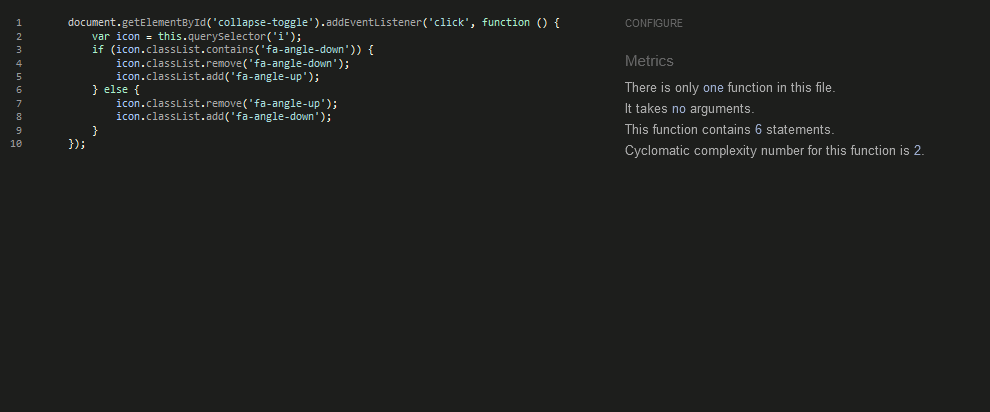 1 document.getElementById('collapse-toggle').addEventListener('click', function () {
2 var icon = this.querySelector('i');
3 if (icon.classList.contains('fa-angle-down')) {
4 icon.classList.remove('fa-angle-down');
5 icon.classList.add('fa-angle-up');
6 } else {
7 icon.classList.remove('fa-angle-up');
8 icon.classList.add('fa-angle-down');
9 }
10 });
CONFIGURE
Metrics
There is only one function in this file.
It takes no arguments.
This function contains 6 statements.
Cyclomatic complexity number for this function is 2.